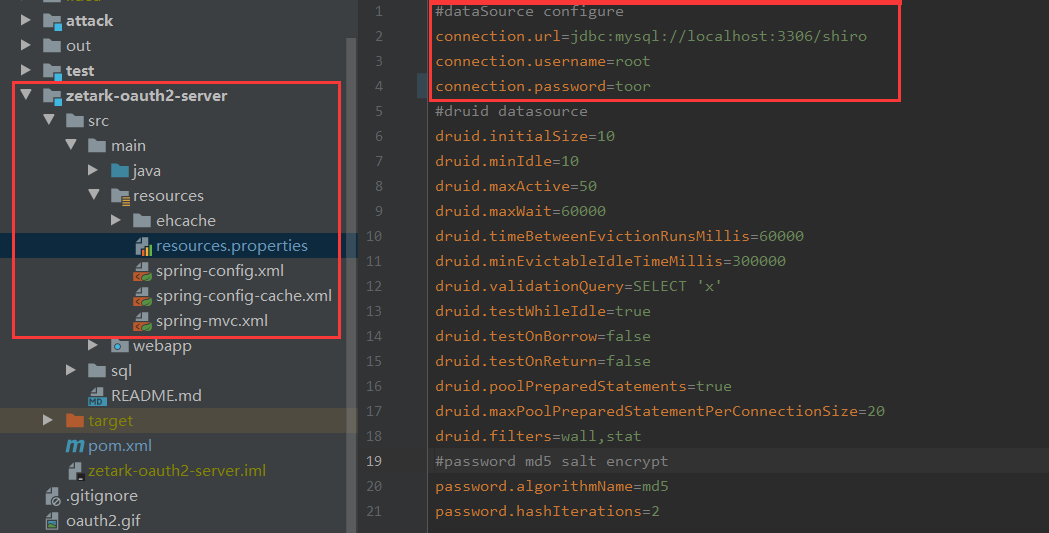 attack
out
test
zetark-oauth2-server
src
main
java
resources
ehcache
resources.properties
spring-config.xml
spring-config-cache.xml
spring-mvc.xml
webapp
sql
README.md
target
pom.xml
zetark-oauth2-server.iml
.gitignore
oauth2.gif
1 #dataSource configure
2 connection.url=jdbc:mysql://localhost:3306/shiro
3 connection.username=root
4 connection.password=toor
5 #druid datasource
6 druid.initialSize=10
7 druid.minIdle=10
8 druid.maxActive=50
9 druid.maxWait=60000
10 druid.timeBetweenEvictionRunsMillis=60000
11 druid.minEvictableIdleTimeMillis=300000
12 druid.validationQuery=SELECT 'x'
13 druid.testWhileIdle=true
14 druid.testOnBorrow=false
15 druid.testOnReturn=false
16 druid.poolPreparedStatements=true
17 druid.maxPoolPreparedStatementPerConnectionSize=20
18 druid.filters=wall,stat
19 #password md5 salt encrypt
20 password.algorithmName=md5
21 password.hashIterations=2